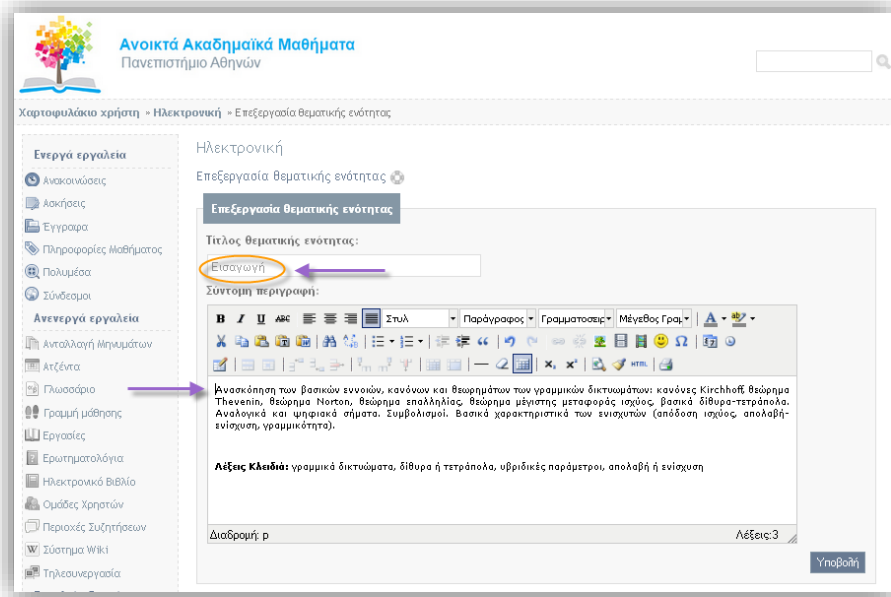 Ανοικτά Ακαδημαϊκά Μαθήματα
Πανεπιστήμιο Αθηνών
Χαρτοφυλάκιο χρήστη » Ηλεκτρονική » Επεξεργασία θεματικής ενότητας
Ενεργά εργαλεία
Ανακοινώσεις
Ασκήσεις
Έγγραφα
Πληροφορίες Μαθήματος
Πολυμέσα
Σύνδεσμοι
Ανενεργά εργαλεία
Ανταλλαγή Μηνυμάτων
Ατζέντα
Γλωσσάριο
Γραμμή μάθησης
Εργασίες
Ερωτηματολόγια
Ηλεκτρονικό Βιβλίο
Ομάδες Χρηστών
Περιοχές Συζητήσεων
Σύστημα Wiki
Τηλεσυνεργασία
Ηλεκτρονική
Επεξεργασία θεματικής ενότητας
Επεξεργασία θεματικής ενότητας
Τίτλος θεματικής ενότητας:
Εισαγωγή
Σύντομη περιγραφή:
B I U ABC Στυλ Παράγραφος Γραμματοσειρ Μέγεθος Γραμ A ab
Ω
HTML
Ανασκόπηση των βασικών εννοιών, κανόνων και θεωρημάτων των γραμμικών δικτυωμάτων: κανόνες Kirchhoff, θεώρημα
Thevenin, θεώρημα Norton, θεώρημα επαλληλίας, θεώρημα μέγιστης μεταφοράς ισχύος, βασικά δίθυρα-τετράπολα.
Αναλογικά και ψηφιακά σήματα. Συμβολισμοί. Βασικά χαρακτηριστικά των ενισχυτών (απόδοση ισχύος, απολαβή-
ενίσχυση, γραμμικότητα).
Λέξεις Κλειδιά: γραμμικά δικτυώματα, δίθυρα ή τετράπολα, υβριδικές παράμετροι, απολαβή ή ενίσχυση
Διαδρομή: p Λέξεις:3
Υποβολή